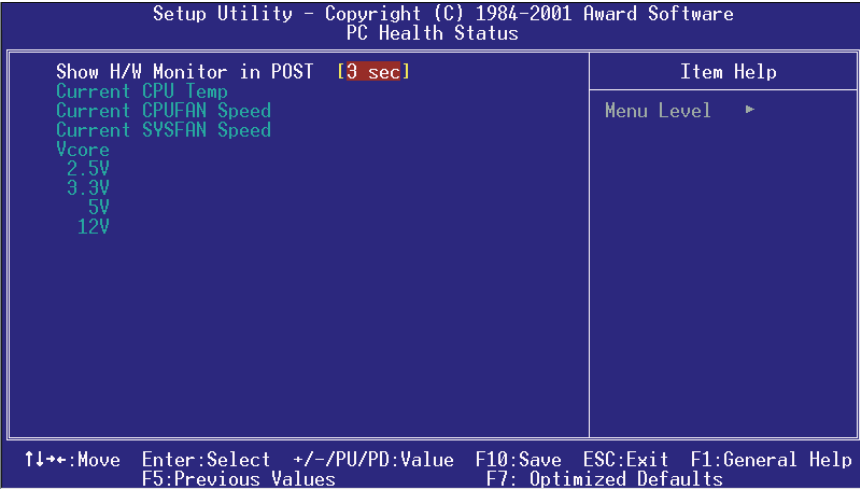 Setup Utility - Copyright (C) 1984-2001 Award Software
PC Health Status
Show H/W Monitor in POST [3 sec]
Current CPU Temp
Current CPUFAN Speed
Current SYSFAN Speed
Vcore
2.5V
3.3V
5V
12V
Item Help
Menu Level ►
↑↓→←:Move Enter:Select +/-/PU/PD:Value F10:Save ESC:Exit F1:General Help
F5:Previous Values F7: Optimized Defaults